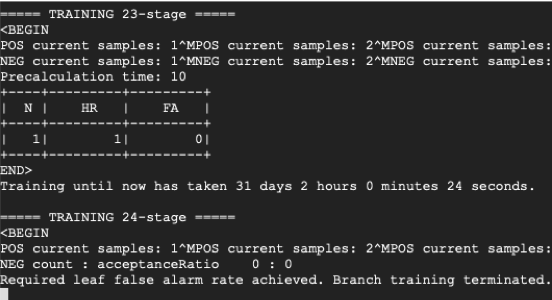 ===== TRAINING 23-stage =====
<BEGIN
POS current samples: 1^MPOS current samples: 2^MPOS current samples:
NEG current samples: 1^MNEG current samples: 2^MNEG current samples:
Precalculation time: 10
+----+---------+---------+
|  N |    HR   |    FA   |
+----+---------+---------+
|   1|        1|        0|
+----+---------+---------+
END>
Training until now has taken 31 days 2 hours 0 minutes 24 seconds.
===== TRAINING 24-stage =====
<BEGIN
POS current samples: 1^MPOS current samples: 2^MPOS current samples:
NEG count : acceptanceRatio    0 : 0
Required leaf false alarm rate achieved. Branch training terminated.